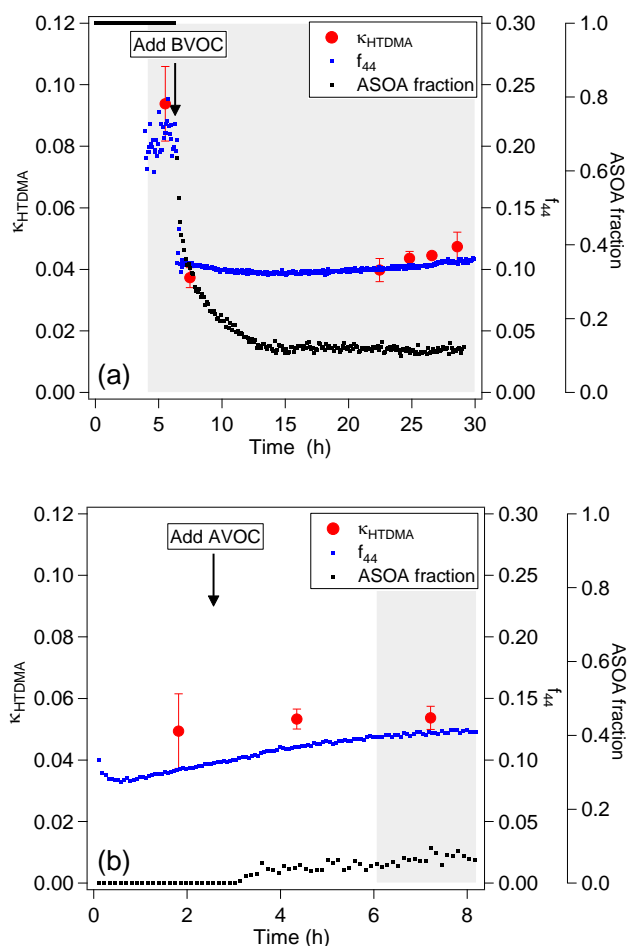 0.12
0.10
0.08
0.06
0.04
0.02
0.00
κHTDMA
Add BVOC
κHTDMA
f44
ASOA fraction
0.30
0.25
0.20
0.15
0.10
0.05
0.00
f44
1.0
0.8
0.6
0.4
0.2
0.0
ASOA fraction
(a)
0 5 10 15 20 25 30
Time (h)
0.12
0.10
0.08
0.06
0.04
0.02
0.00
κHTDMA
Add AVOC
κHTDMA
f44
ASOA fraction
0.30
0.25
0.20
0.15
0.10
0.05
0.00
f44
1.0
0.8
0.6
0.4
0.2
0.0
ASOA fraction
(b)
0 2 4 6 8
Time (h)